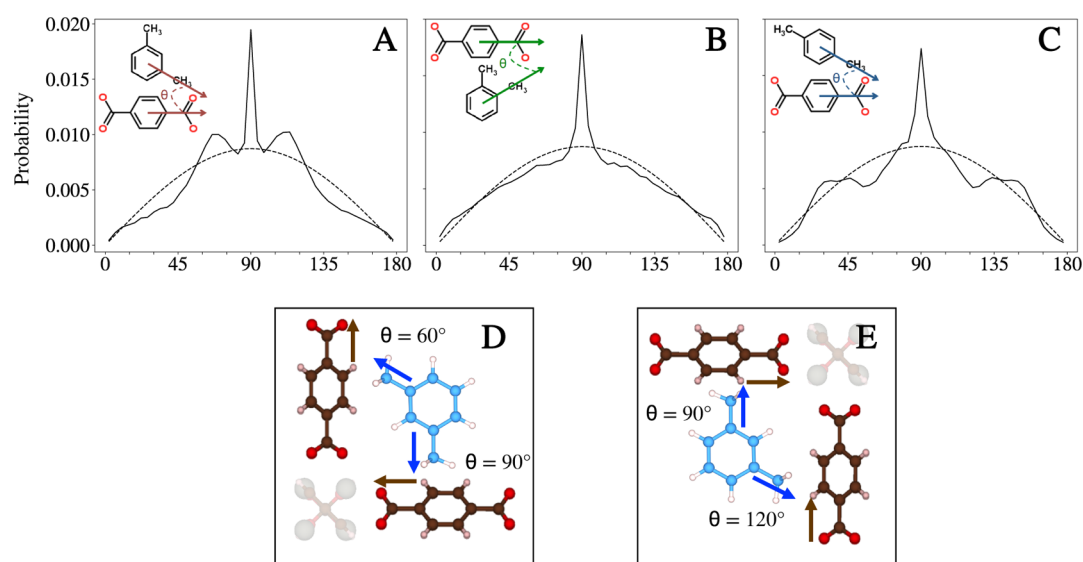 A
CH₃
CH₃
θ
O
O
O
O
B
O
O
O
O
θ
CH₃
CH₃
C
H₃C
CH₃
θ
O
O
O
O
Probability
0.020
0.015
0.010
0.005
0.000
0 45 90 135 180
0 45 90 135 180
0 45 90 135 180
D
θ = 60°
θ = 90°
E
θ = 90°
θ = 120°